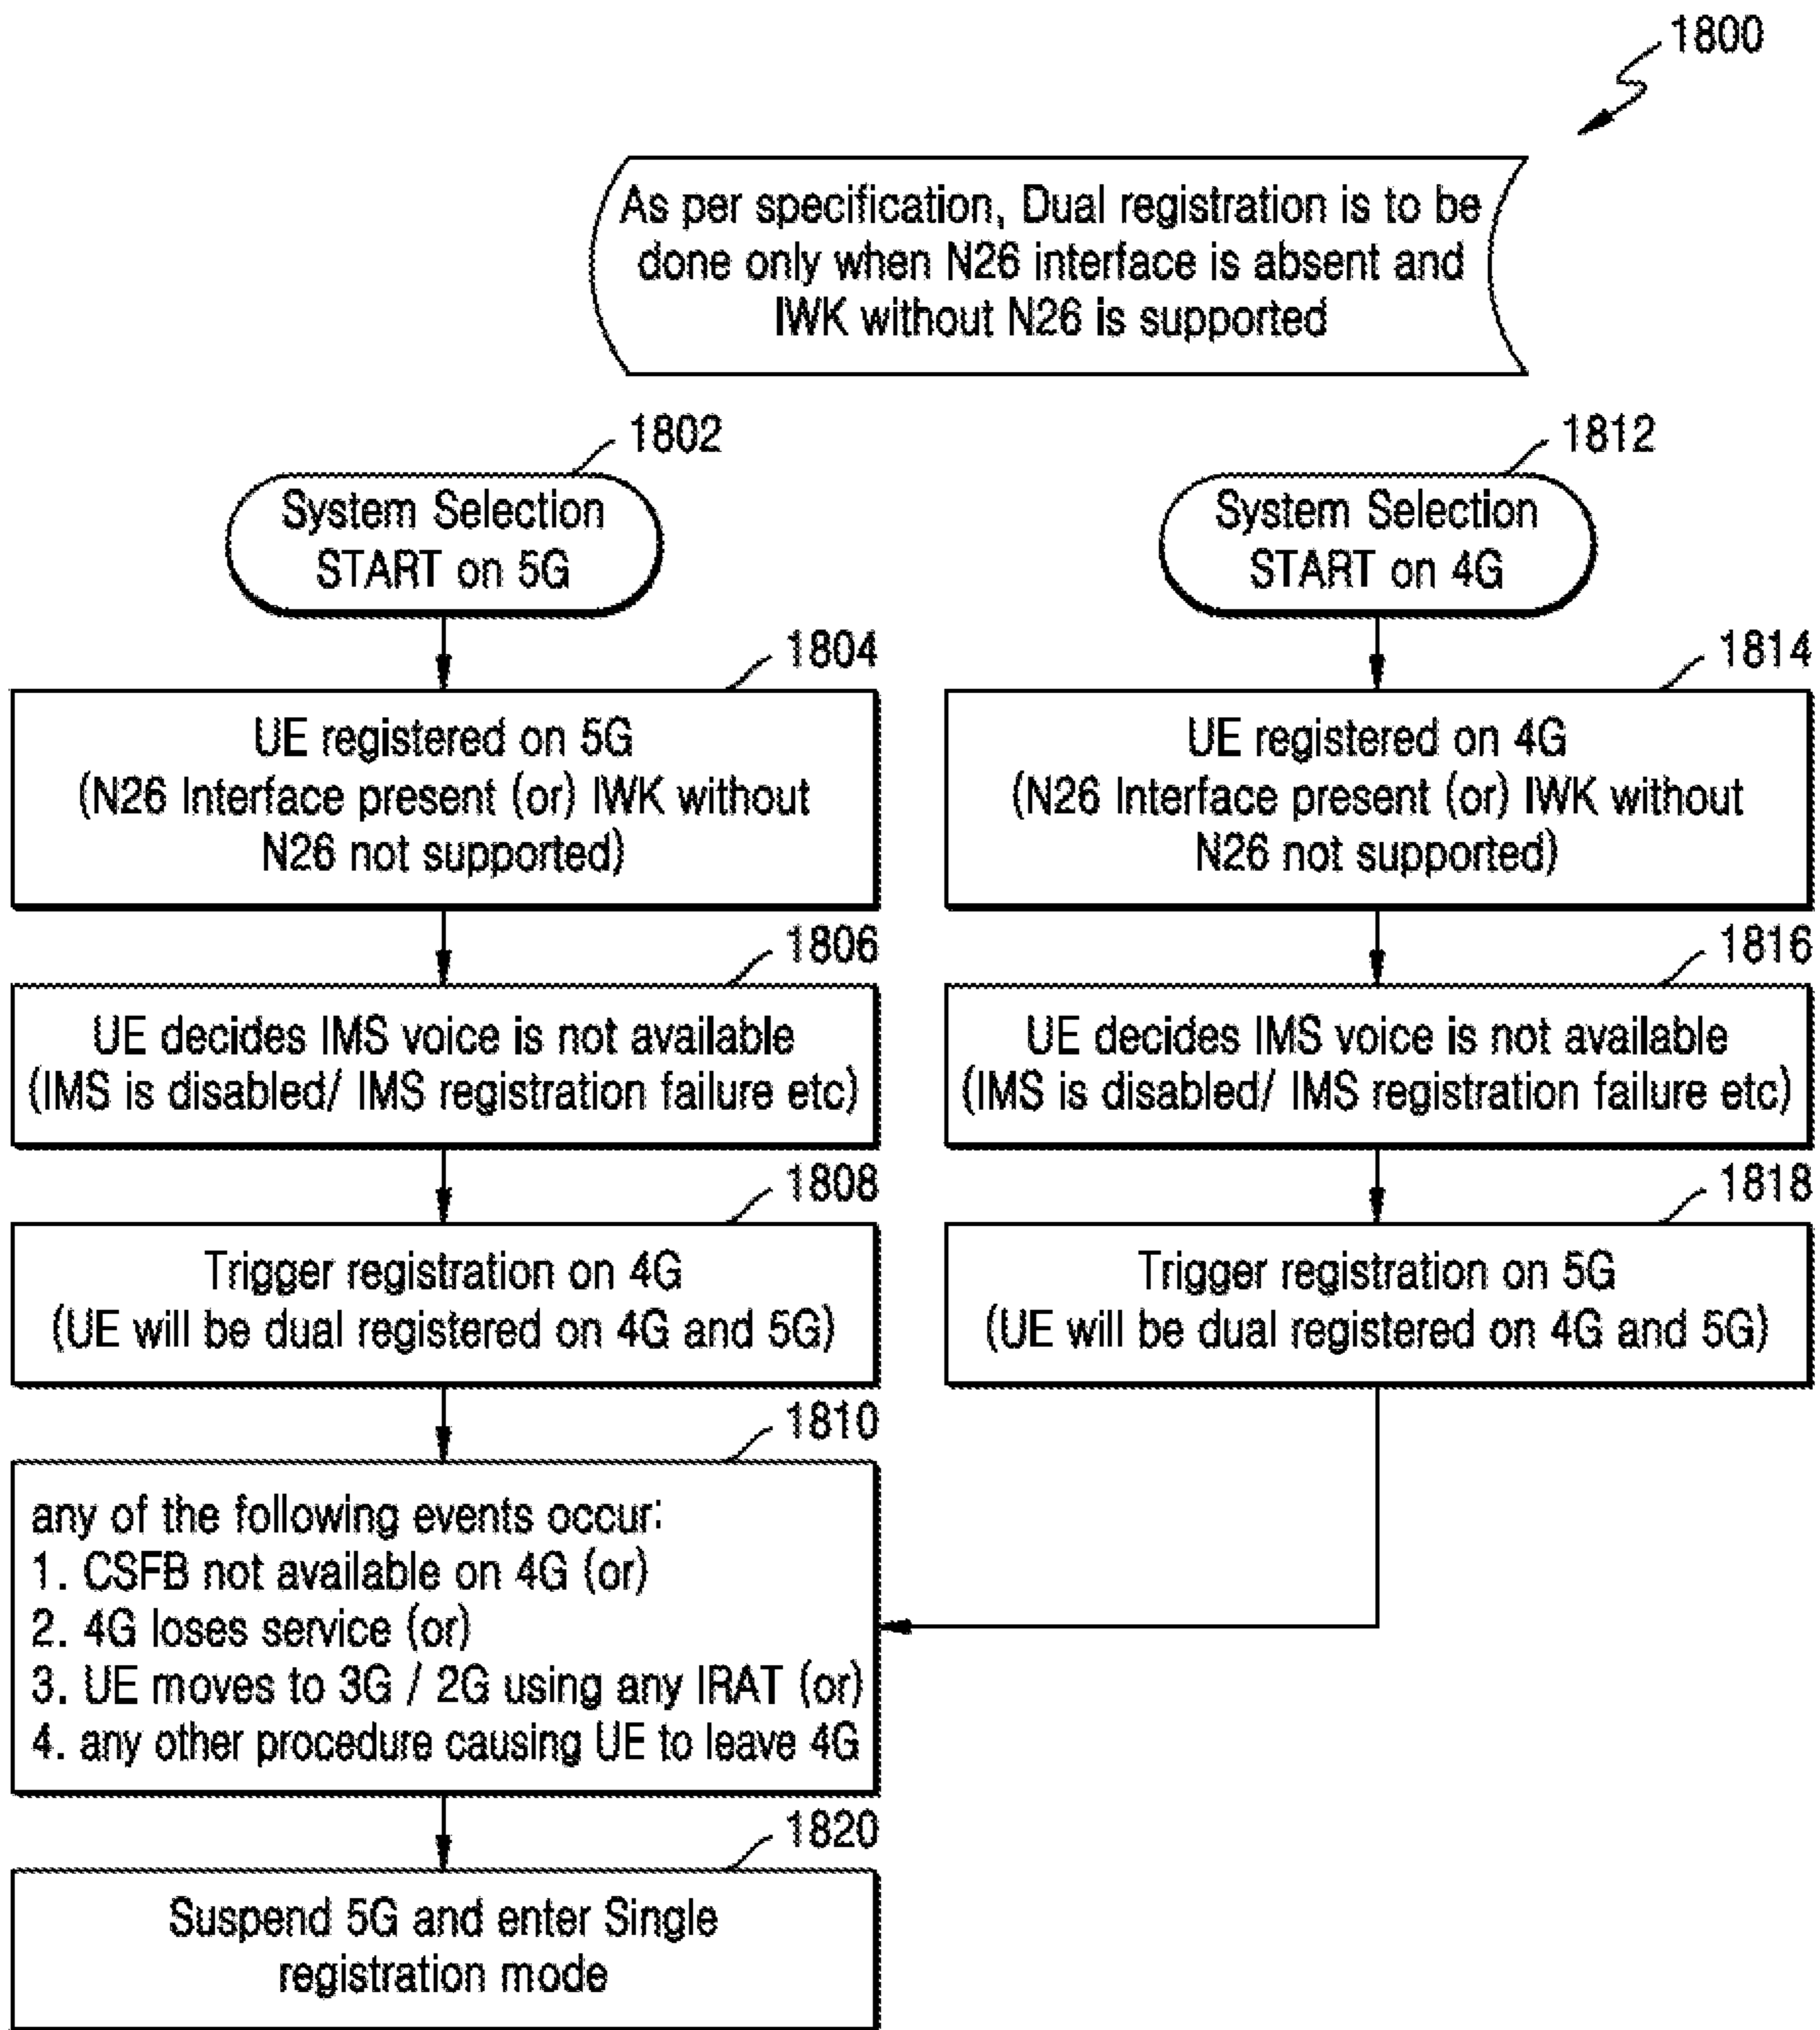 1800
As per specification, Dual registration is to be
done only when N26 interface is absent and
IWK without N26 is supported
1802
System Selection
START on 5G
1804
UE registered on 5G
(N26 Interface present (or) IWK without
N26 not supported)
1806
UE decides IMS voice is not available
(IMS is disabled/ IMS registration failure etc)
1808
Trigger registration on 4G
(UE will be dual registered on 4G and 5G)
1810
any of the following events occur:
1. CSFB not available on 4G (or)
2. 4G loses service (or)
3. UE moves to 3G / 2G using any IRAT (or)
4. any other procedure causing UE to leave 4G
1812
System Selection
START on 4G
1814
UE registered on 4G
(N26 Interface present (or) IWK without
N26 not supported)
1816
UE decides IMS voice is not available
(IMS is disabled/ IMS registration failure etc)
1818
Trigger registration on 5G
(UE will be dual registered on 4G and 5G)
1820
Suspend 5G and enter Single
registration mode